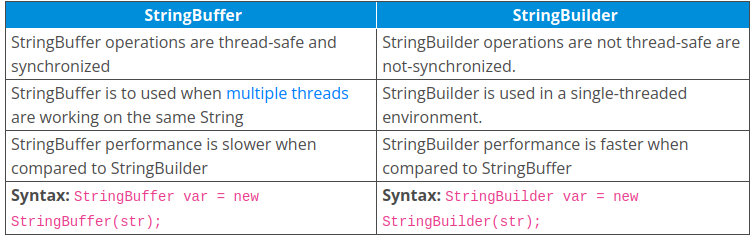 StringBuffer
StringBuilder
StringBuffer operations are thread-safe and
synchronized
StringBuilder operations are not thread-safe are
not-synchronized.
StringBuffer is to used when multiple threads
are working on the same String
StringBuilder is used in a single-threaded
environment.
StringBuffer performance is slower when
compared to StringBuilder
StringBuilder performance is faster when
compared to StringBuffer
Syntax: StringBuffer var = new
StringBuffer(str);
Syntax: StringBuilder var = new
StringBuilder(str);